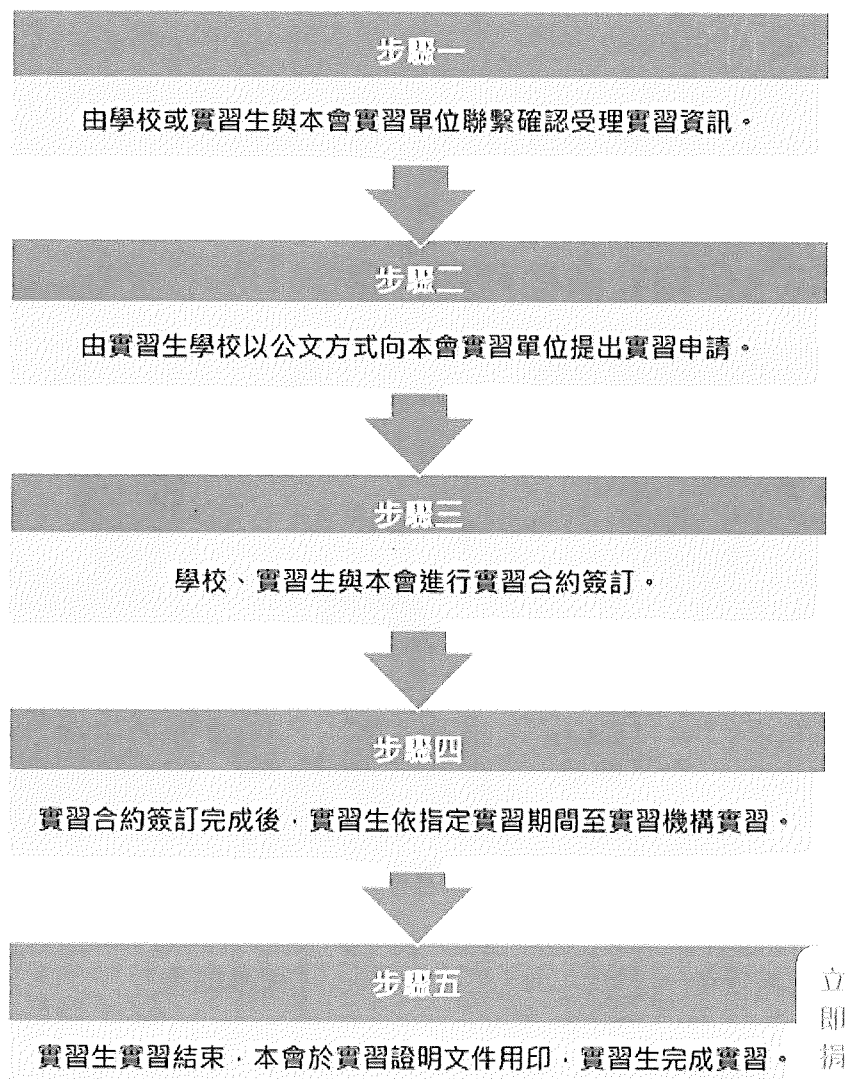 步驟一
由學校或實習生與本會實習單位聯繫確認受理實習資訊。
步驟二
由實習生學校以公文方式向本會實習單位提出實習申請。
步驟三
學校、實習生與本會進行實習合約簽訂。
步驟四
實習合約簽訂完成後，實習生依指定實習期間至實習機構實習。
步驟五
實習生實習結束，本會於實習證明文件用印，實習生完成實習。
立即捐